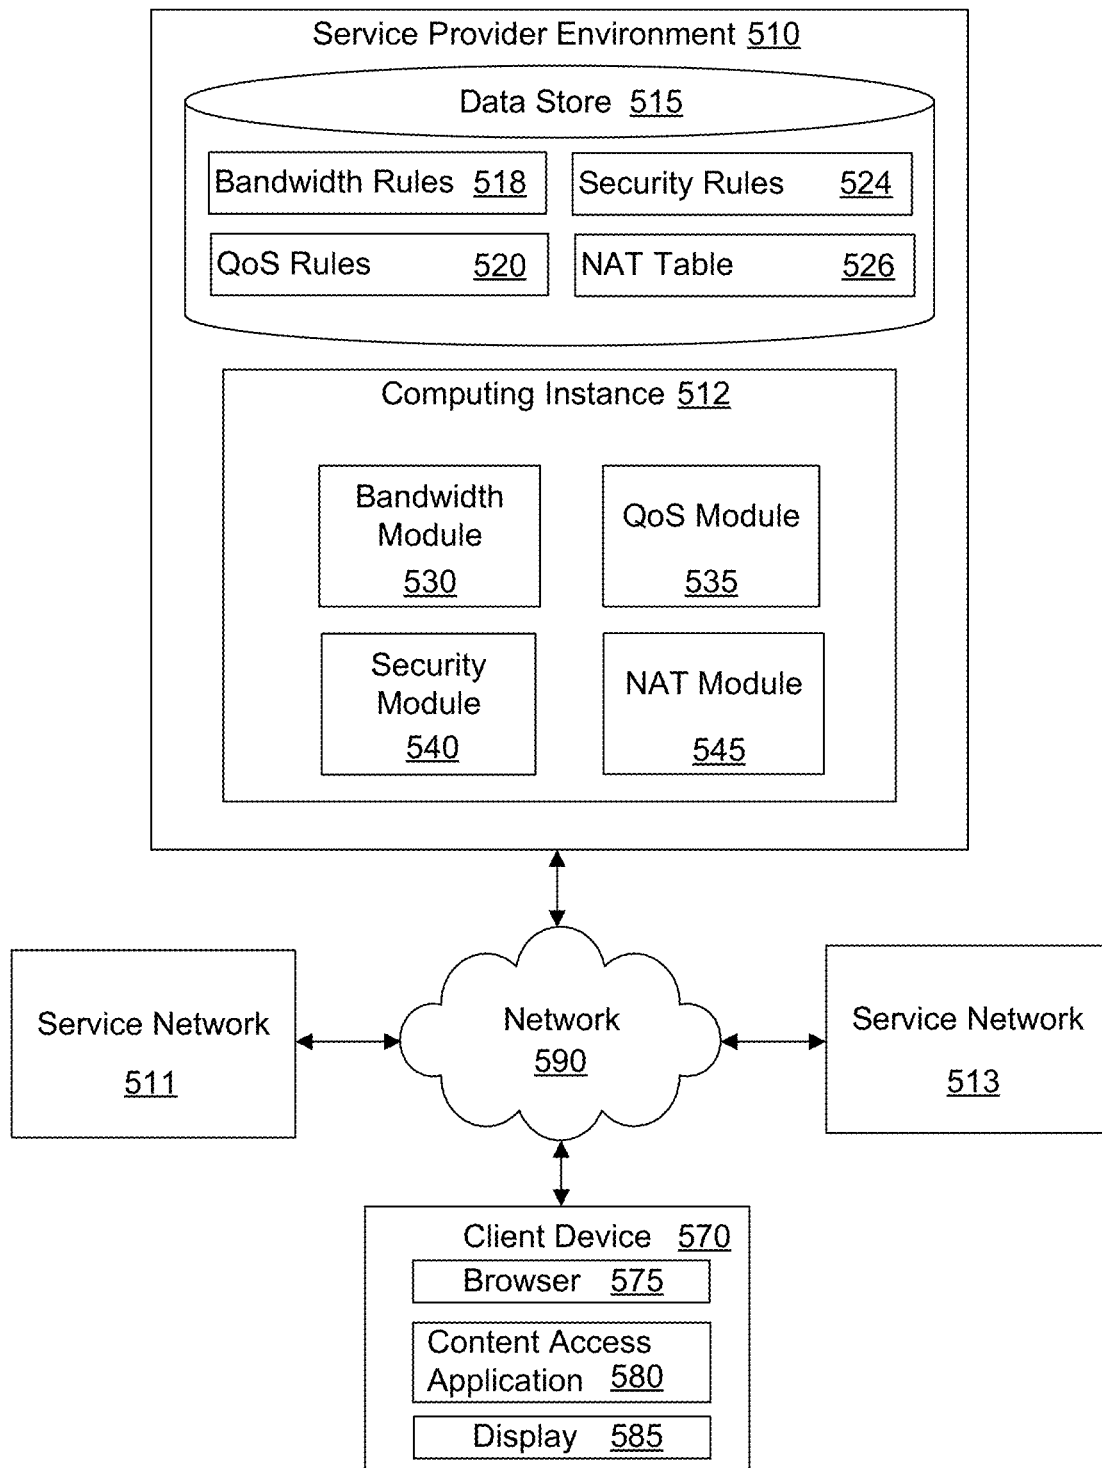 Service Provider Environment 510
Data Store 515
Bandwidth Rules 518
Security Rules 524
QoS Rules 520
NAT Table 526
Computing Instance 512
Bandwidth
Module
530
QoS Module
535
Security
Module
540
NAT Module
545
Service Network
511
Network
590
Service Network
513
Client Device 570
Browser 575
Content Access
Application 580
Display 585